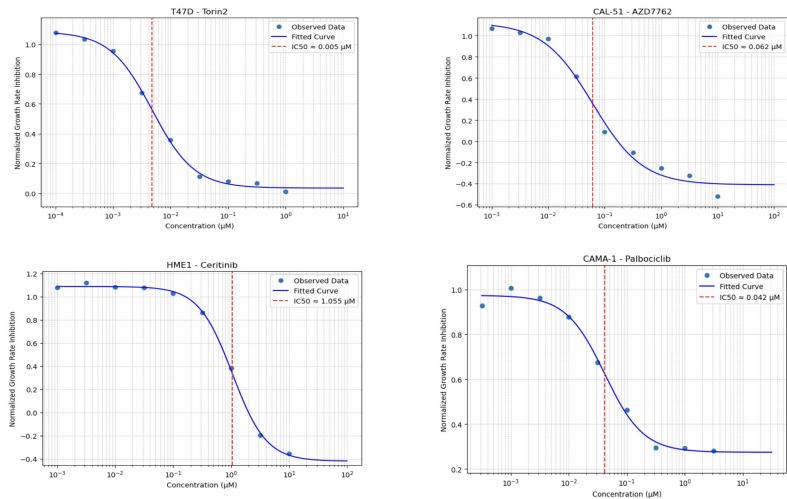 T47D - Torin2
Normalized Growth Rate Inhibition
1.0
0.8
0.6
0.4
0.2
0.0
Observed Data
Fitted Curve
IC50 ≈ 0.005 μM
10⁻⁴
10⁻³
10⁻²
10⁻¹
10⁰
10¹
Concentration (μM)
CAL-51 - AZD7762
Normalized Growth Rate Inhibition
1.0
0.8
0.6
0.4
0.2
0.0
−0.2
−0.4
−0.6
Observed Data
Fitted Curve
IC50 ≈ 0.062 μM
10⁻³
10⁻²
10⁻¹
10⁰
10¹
10²
Concentration (μM)
HME1 - Ceritinib
Normalized Growth Rate Inhibition
1.2
1.0
0.8
0.6
0.4
0.2
0.0
−0.2
−0.4
Observed Data
Fitted Curve
IC50 ≈ 1.055 μM
10⁻³
10⁻²
10⁻¹
10⁰
10¹
10²
Concentration (μM)
CAMA-1 - Palbociclib
Normalized Growth Rate Inhibition
1.0
0.8
0.6
0.4
0.2
Observed Data
Fitted Curve
IC50 ≈ 0.042 μM
10⁻³
10⁻²
10⁻¹
10⁰
10¹
Concentration (μM)